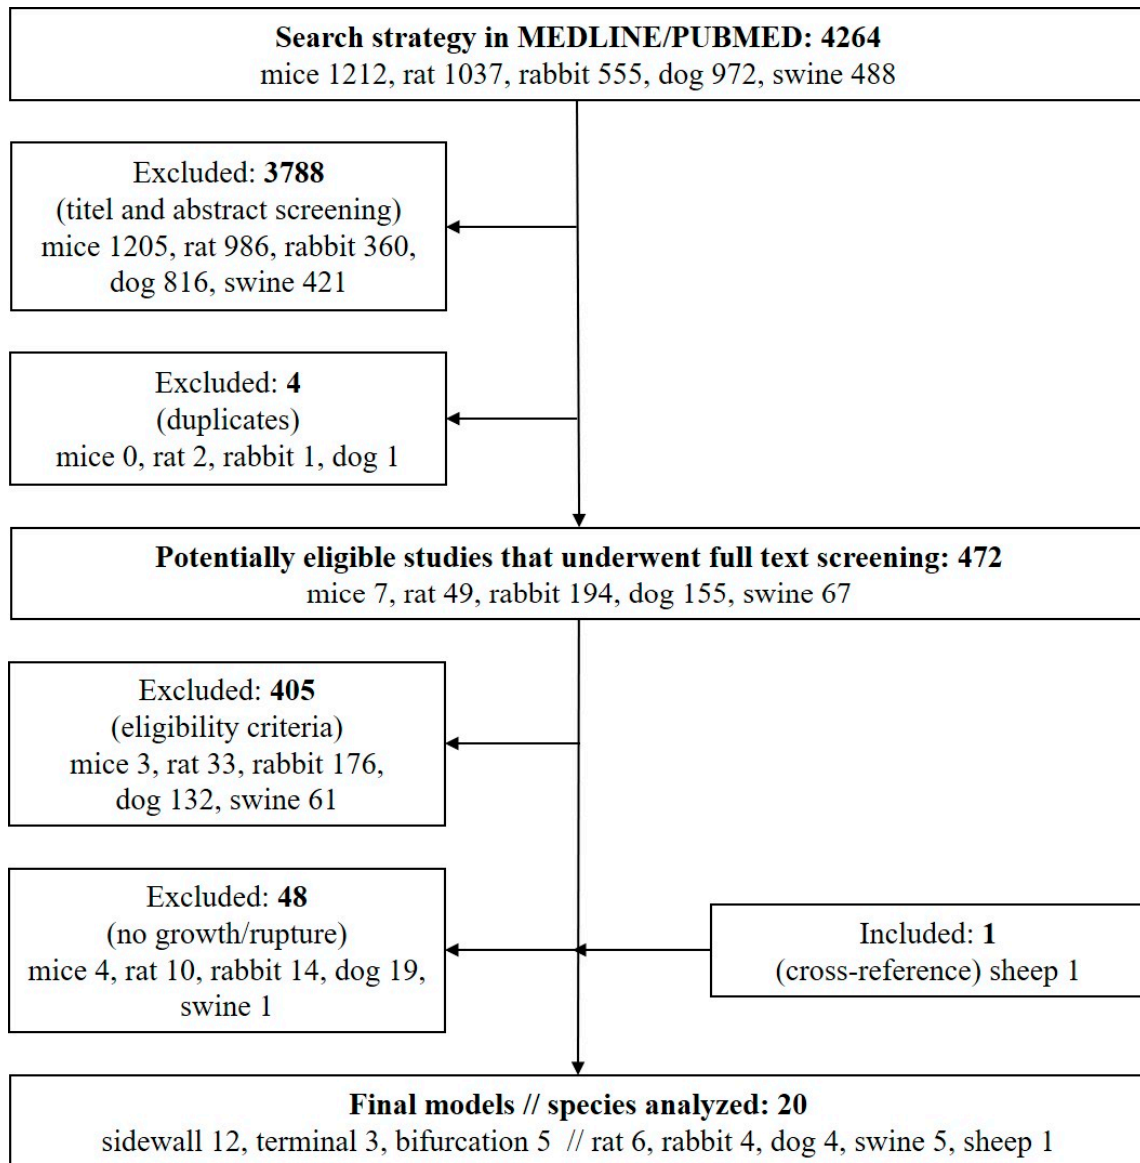 Search strategy in MEDLINE/PUBMED: 4264
mice 1212, rat 1037, rabbit 555, dog 972, swine 488
Excluded: 3788
(titel and abstract screening)
mice 1205, rat 986, rabbit 360,
dog 816, swine 421
Excluded: 4
(duplicates)
mice 0, rat 2, rabbit 1, dog 1
Potentially eligible studies that underwent full text screening: 472
mice 7, rat 49, rabbit 194, dog 155, swine 67
Excluded: 405
(eligibility criteria)
mice 3, rat 33, rabbit 176,
dog 132, swine 61
Excluded: 48
(no growth/rupture)
mice 4, rat 10, rabbit 14, dog 19,
swine 1
Included: 1
(cross-reference) sheep 1
Final models // species analyzed: 20
sidewall 12, terminal 3, bifurcation 5 // rat 6, rabbit 4, dog 4, swine 5, sheep 1